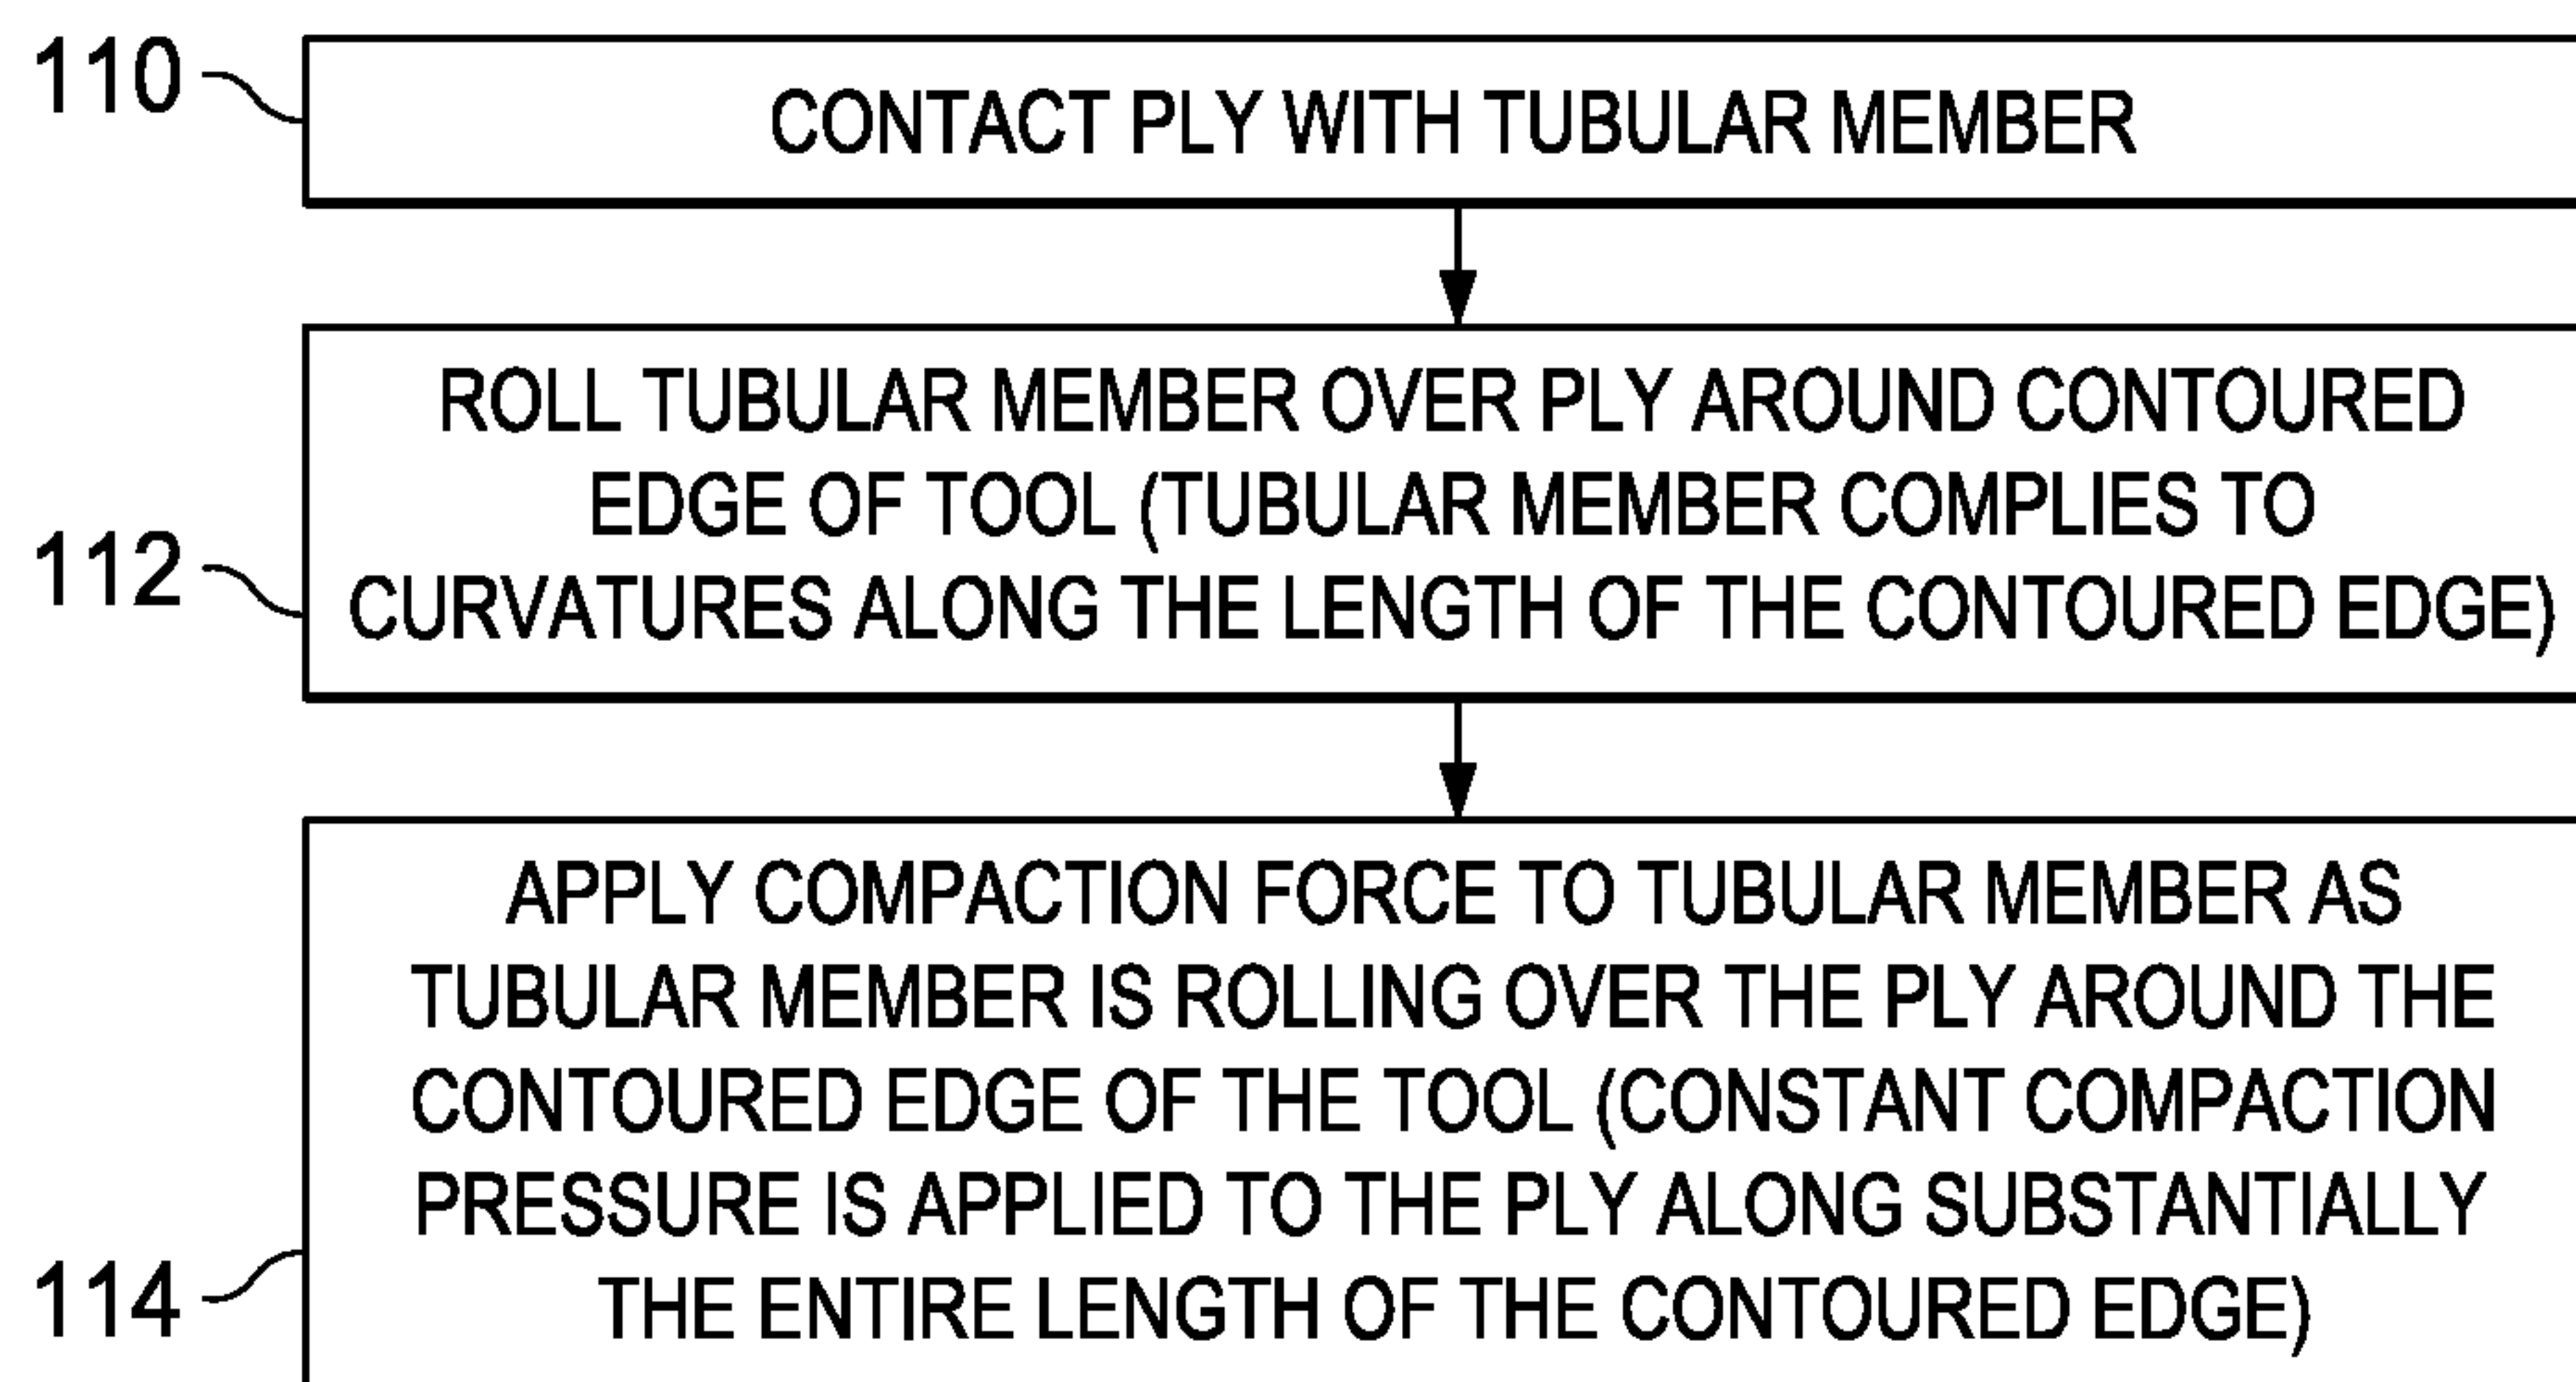 110
CONTACT PLY WITH TUBULAR MEMBER
ROLL TUBULAR MEMBER OVER PLY AROUND CONTOURED
EDGE OF TOOL (TUBULAR MEMBER COMPLIES TO
112
CURVATURES ALONG THE LENGTH OF THE CONTOURED EDGE)
APPLY COMPACTION FORCE TO TUBULAR MEMBER AS
TUBULAR MEMBER IS ROLLING OVER THE PLY AROUND THE
CONTOURED EDGE OF THE TOOL (CONSTANT COMPACTION
PRESSURE IS APPLIED TO THE PLY ALONG SUBSTANTIALLY
114
THE ENTIRE LENGTH OF THE CONTOURED EDGE)